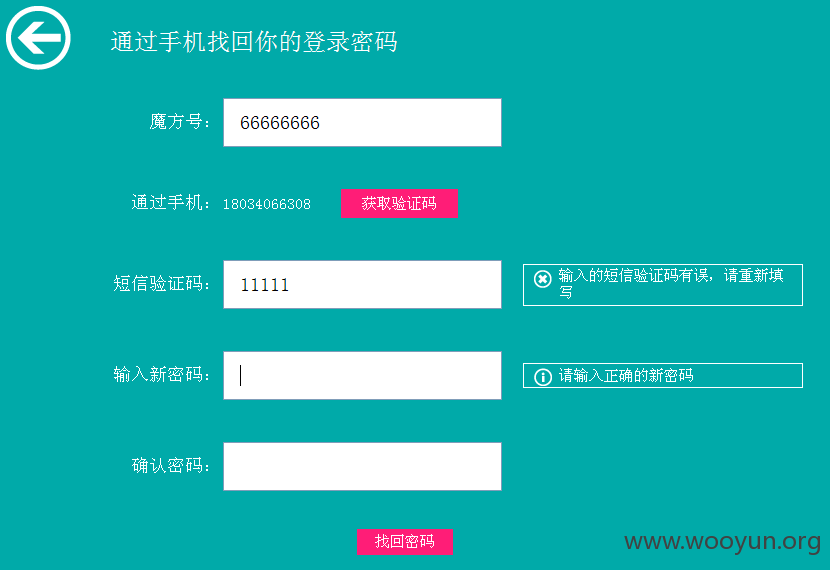 通过手机找回你的登录密码
魔方号：
66666666
通过手机：
18034066308
获取验证码
短信验证码：
11111
输入的短信验证码有误，请重新填
写
输入新密码：
请输入正确的新密码
确认密码：
找回密码
www.wooyun.org